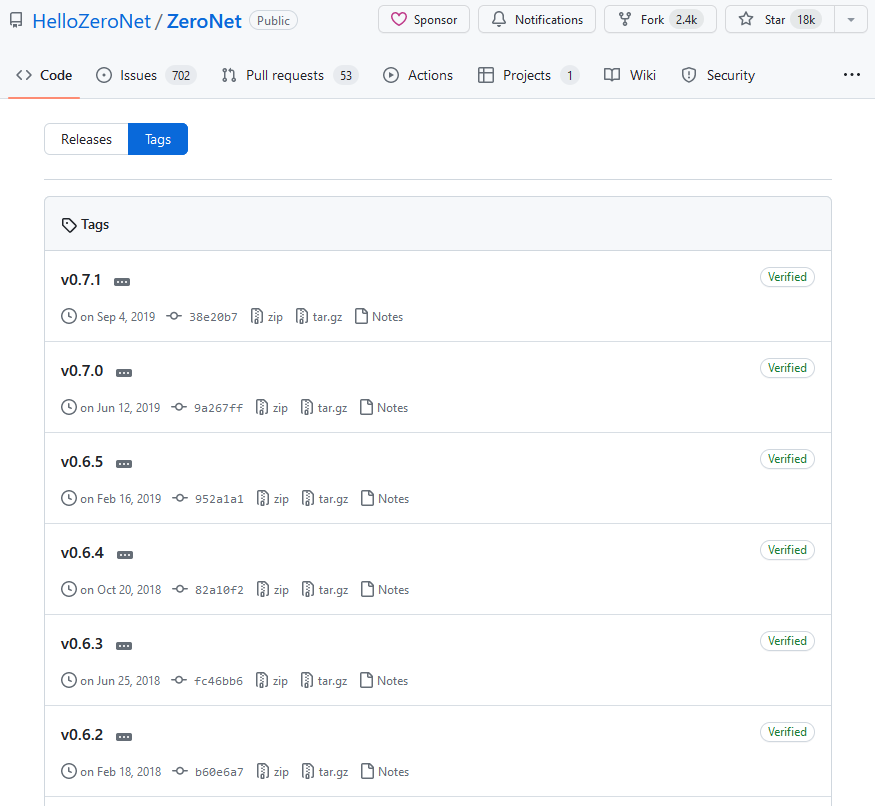 HelloZeroNet / ZeroNet Public Sponsor Notifications Fork 2.4k Star 18k
Code Issues 702 Pull requests 53 Actions Projects 1 Wiki Security
Releases Tags
Tags
v0.7.1 Verified
on Sep 4, 2019 38e20b7 zip tar.gz Notes
v0.7.0 Verified
on Jun 12, 2019 9a267ff zip tar.gz Notes
v0.6.5 Verified
on Feb 16, 2019 952a1a1 zip tar.gz Notes
v0.6.4 Verified
on Oct 20, 2018 82a10f2 zip tar.gz Notes
v0.6.3 Verified
on Jun 25, 2018 fc46bb6 zip tar.gz Notes
v0.6.2 Verified
on Feb 18, 2018 b60e6a7 zip tar.gz Notes